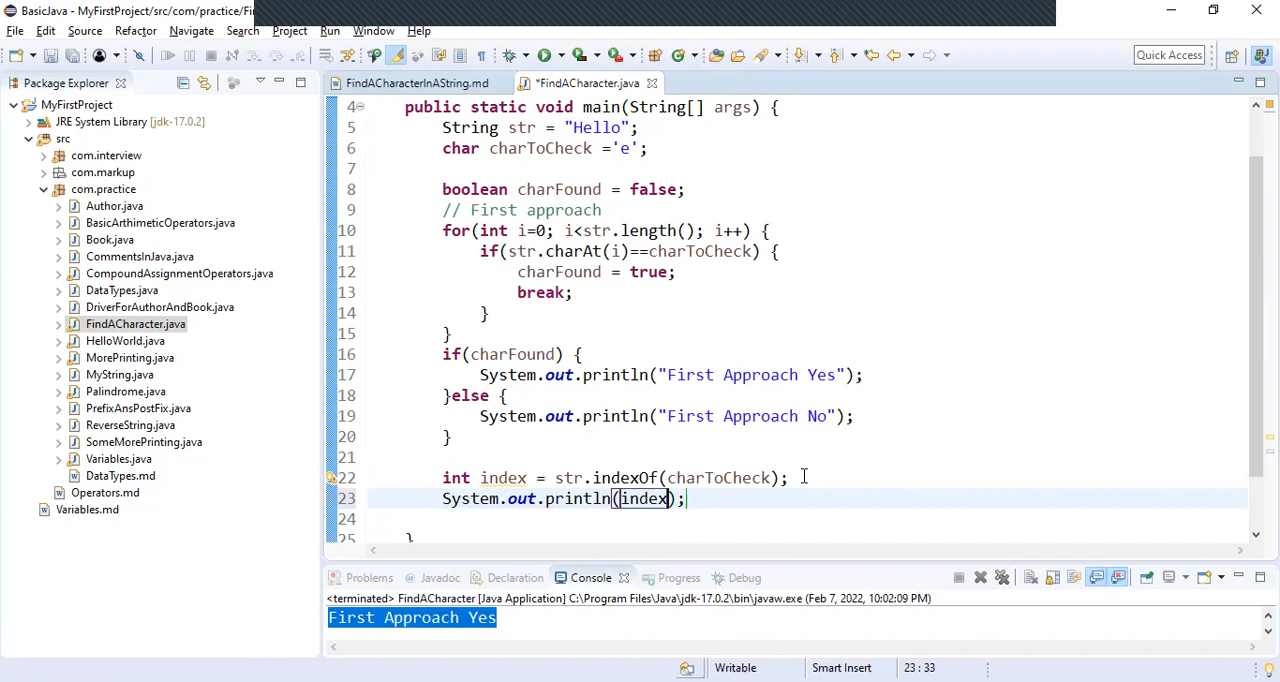 BasicJava - MyFirstProject/src/com/practice/Fi
File Edit Source Refactor Navigate Search Project Run Window Help
Quick Access
Package Explorer
MyFirstProject
JRE System Library [jdk-17.0.2]
src
com.interview
com.markup
com.practice
Author.java
BasicArthimeticOperators.java
Book.java
CommentsInJava.java
CompoundAssignmentOperators.java
DataTypes.java
DriverForAuthorAndBook.java
FindACharacter.java
HelloWorld.java
MorePrinting.java
MyString.java
Palindrome.java
PrefixAnsPostFix.java
ReverseString.java
SomeMorePrinting.java
Variables.java
DataTypes.md
Operators.md
Variables.md
FindACharacterInAString.md
*FindACharacter.java
4 public static void main(String[] args) {
5 String str = "Hello";
6 char charToCheck ='e';
7
8 boolean charFound = false;
9 // First approach
10 for(int i=0; i<str.length(); i++) {
11 if(str.charAt(i)==charToCheck) {
12 charFound = true;
13 break;
14 }
15 }
16 if(charFound) {
17 System.out.println("First Approach Yes");
18 }else {
19 System.out.println("First Approach No");
20 }
21
22 int index = str.indexOf(charToCheck);
23 System.out.println(index);
24
25 }
Problems @ Javadoc Declaration Console Progress Debug
<terminated> FindACharacter [Java Application] C:\Program Files\Java\jdk-17.0.2\bin\javaw.exe (Feb 7, 2022, 10:02:09 PM)
First Approach Yes
Writable Smart Insert 23 : 33